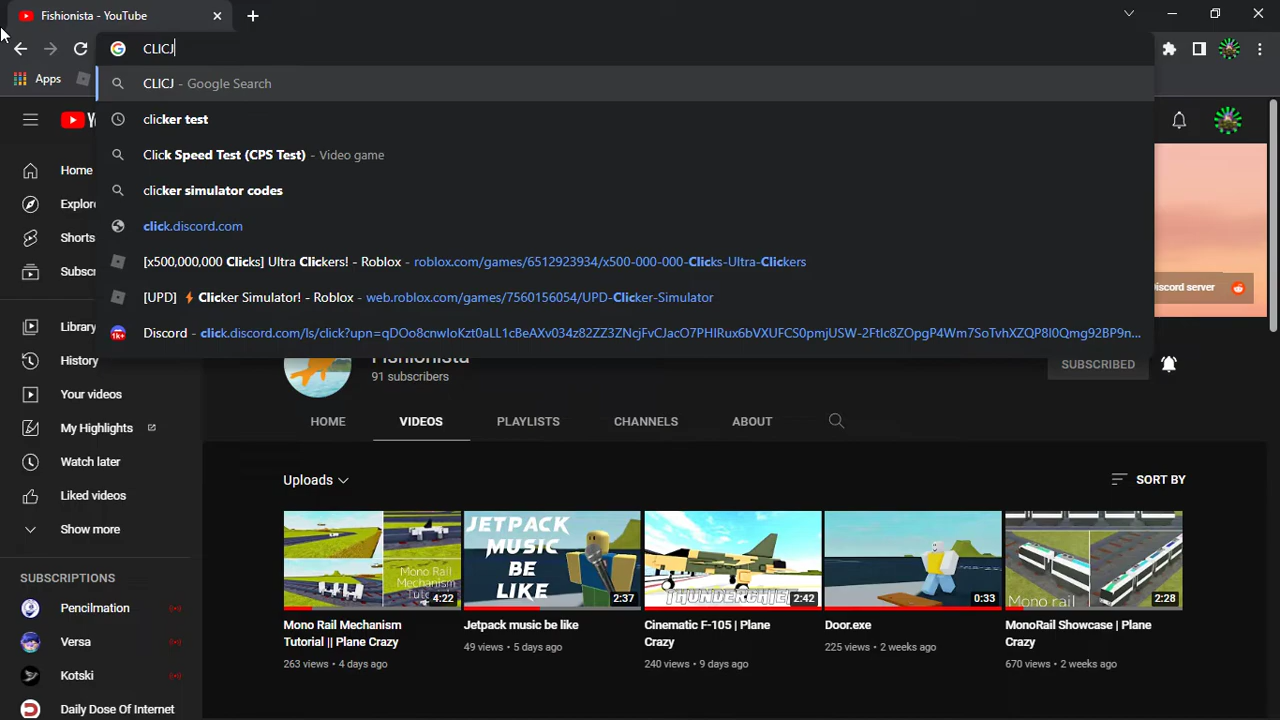 Fishionista - YouTube
CLICJ
Apps
CLICJ - Google Search
clicker test
Click Speed Test (CPS Test) - Video game
clicker simulator codes
click.discord.com
[x500,000,000 Clicks] Ultra Clickers! - Roblox - roblox.com/games/6512923934/x500-000-000-Clicks-Ultra-Clickers
[UPD] ⚡Clicker Simulator! - Roblox - web.roblox.com/games/7560156054/UPD-Clicker-Simulator
1K+ Discord - click.discord.com/ls/click?upn=
Home
Explor
Shorts
Subsc
Library
History
Your videos
My Highlights
Watch later
Liked videos
Show more
SUBSCRIPTIONS
Pencilmation
Versa
Kotski
Daily Dose Of Internet
Discord server
Fishionista
91 subscribers
SUBSCRIBED
HOME VIDEOS PLAYLISTS CHANNELS ABOUT
Uploads
SORT BY
Mono Rail
Mechanism
4:22
JETPACK
MUSIC
BE
LIKE
2:37
2:42
0:33
Mono rail
2:28
Mono Rail Mechanism
Tutorial || Plane Crazy
263 views • 4 days ago
Jetpack music be like
49 views • 5 days ago
Cinematic F-105 | Plane
Crazy
240 views • 9 days ago
Door.exe
225 views • 2 weeks ago
MonoRail Showcase | Plane
Crazy
670 views • 2 weeks ago